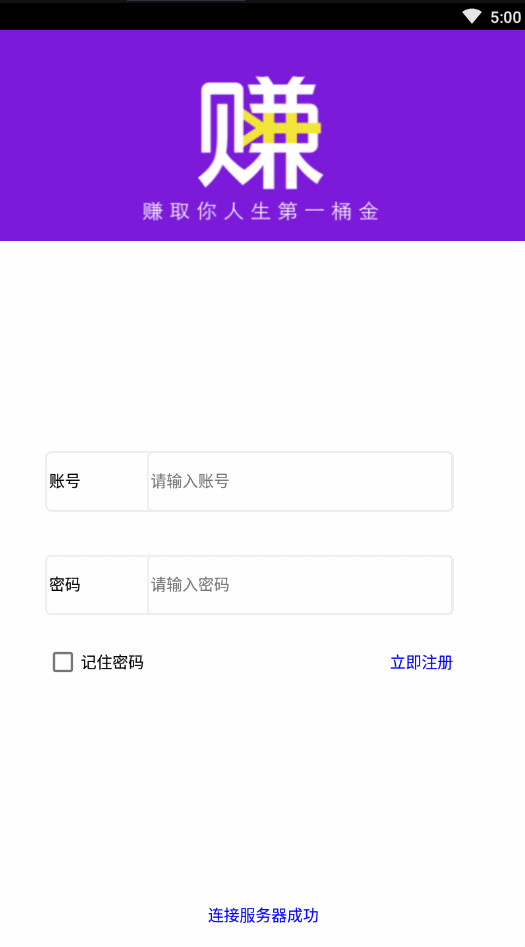 5:00
赚
赚取你人生第一桶金
账号 请输入账号
密码 请输入密码
记住密码 立即注册
连接服务器成功